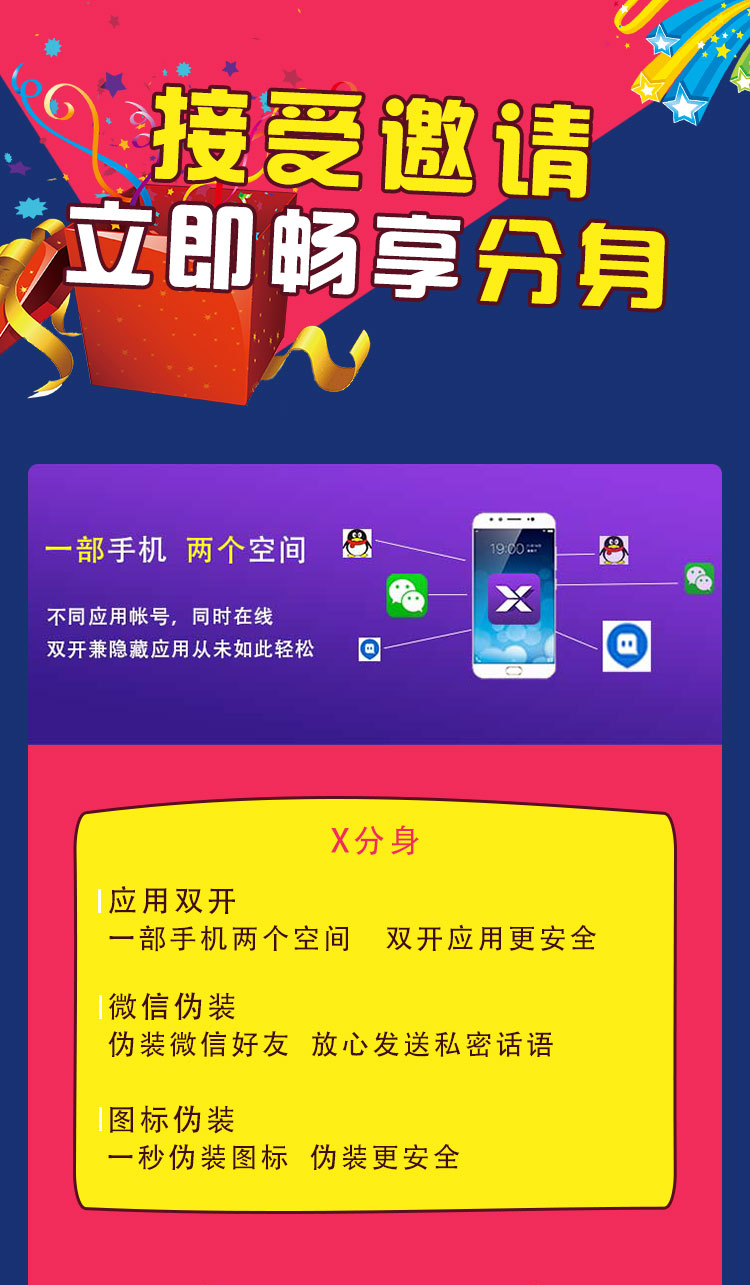 接受邀请
立即畅享分身
一部手机 两个空间
不同应用帐号，同时在线
双开兼隐藏应用从未如此轻松
19:00
X
X分身
应用双开
一部手机两个空间 双开应用更安全
微信伪装
伪装微信好友 放心发送私密话语
图标伪装
一秒伪装图标 伪装更安全